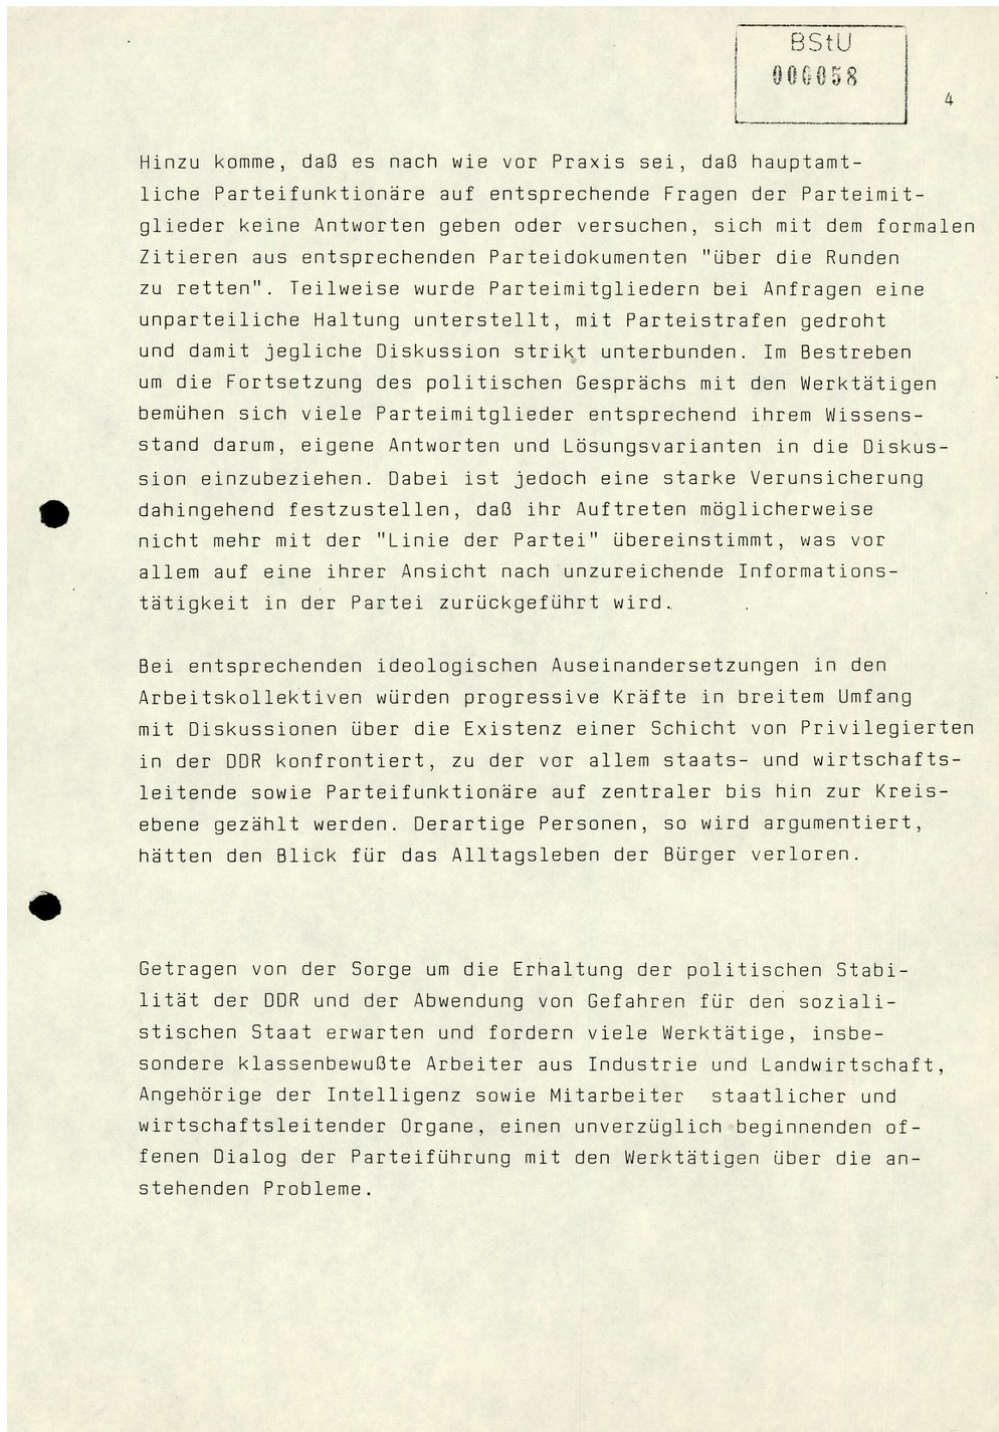 BStU
000058
4
Hinzu komme, daß es nach wie vor Praxis sei, daß hauptamt-
liche Parteifunktionäre auf entsprechende Fragen der Parteimit-
glieder keine Antworten geben oder versuchen, sich mit dem formalen
Zitieren aus entsprechenden Parteidokumenten "über die Runden
zu retten". Teilweise wurde Parteimitgliedern bei Anfragen eine
unparteiliche Haltung unterstellt, mit Parteistrafen gedroht
und damit jegliche Diskussion strikt unterbunden. Im Bestreben
um die Fortsetzung des politischen Gesprächs mit den Werktätigen
bemühen sich viele Parteimitglieder entsprechend ihrem Wissens-
stand darum, eigene Antworten und Lösungsvarianten in die Diskus-
sion einzubeziehen. Dabei ist jedoch eine starke Verunsicherung
dahingehend festzustellen, daß ihr Auftreten möglicherweise
nicht mehr mit der "Linie der Partei" übereinstimmt, was vor
allem auf eine ihrer Ansicht nach unzureichende Informations-
tätigkeit in der Partei zurückgeführt wird.
Bei entsprechenden ideologischen Auseinandersetzungen in den
Arbeitskollektiven würden progressive Kräfte in breitem Umfang
mit Diskussionen über die Existenz einer Schicht von Privilegierten
in der DDR konfrontiert, zu der vor allem staats- und wirtschafts-
leitende sowie Parteifunktionäre auf zentraler bis hin zur Kreis-
ebene gezählt werden. Derartige Personen, so wird argumentiert,
hätten den Blick für das Alltagsleben der Bürger verloren.
Getragen von der Sorge um die Erhaltung der politischen Stabi-
lität der DDR und der Abwendung von Gefahren für den soziali-
stischen Staat erwarten und fordern viele Werktätige, insbe-
sondere klassenbewußte Arbeiter aus Industrie und Landwirtschaft,
Angehörige der Intelligenz sowie Mitarbeiter staatlicher und
wirtschaftsleitender Organe, einen unverzüglich beginnenden of-
fenen Dialog der Parteiführung mit den Werktätigen über die an-
stehenden Probleme.